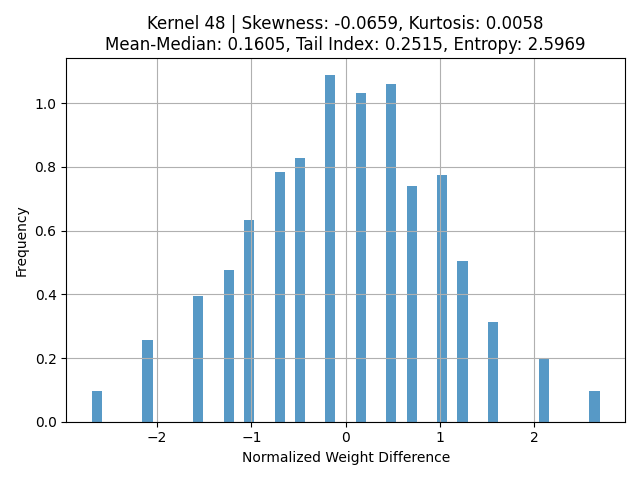 Kernel 48 | Skewness: -0.0659, Kurtosis: 0.0058
Mean-Median: 0.1605, Tail Index: 0.2515, Entropy: 2.5969
1.0
0.8
0.6
0.4
0.2
0.0
Frequency
−2
−1
0
1
2
Normalized Weight Difference